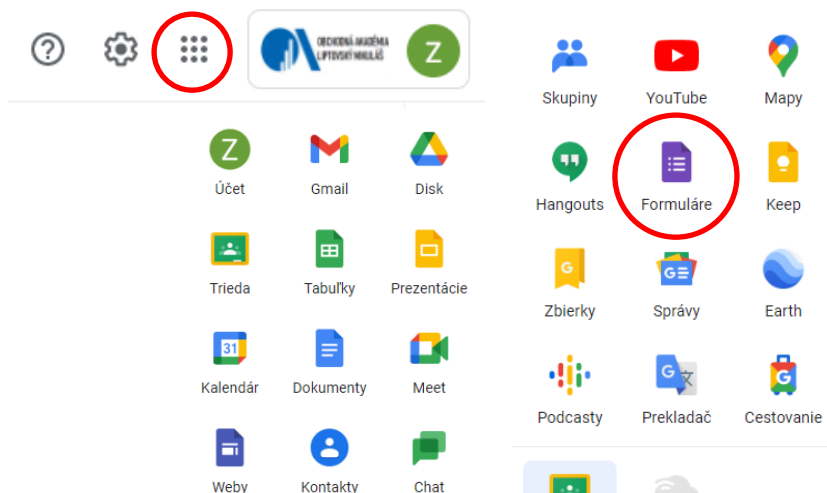 OBCHODNÁ AKADÉMIA
LIPTOVSKÝ MIKULÁŠ
Z
Z
Účet
Gmail
Disk
Trieda
Tabuľky
Prezentácie
31
Kalendár
Dokumenty
Meet
Weby
Kontakty
Chat
Skupiny
YouTube
Mapy
Hangouts
Formuláre
Keep
G
G
Zbierky
Správy
Earth
G 文
G
Podcasty
Prekladač
Cestovanie